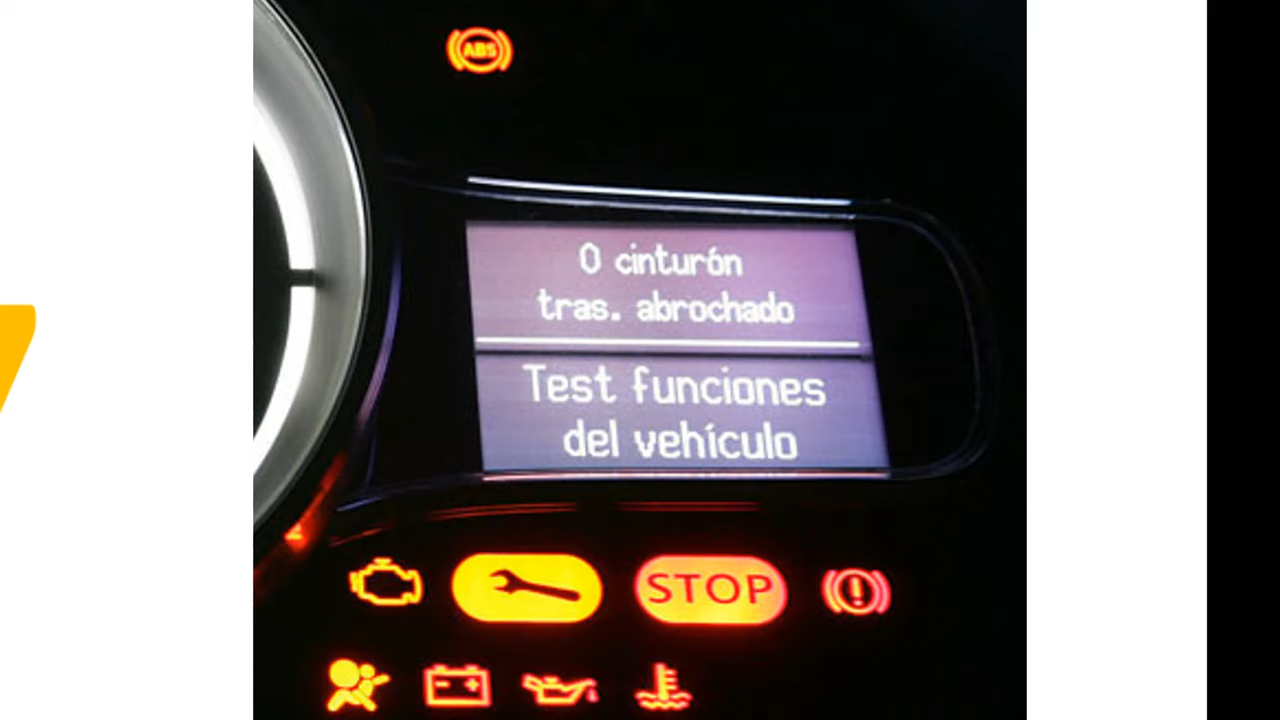 ABS
0 cinturón
tras. abrochado
Test funciones
del vehículo
STOP